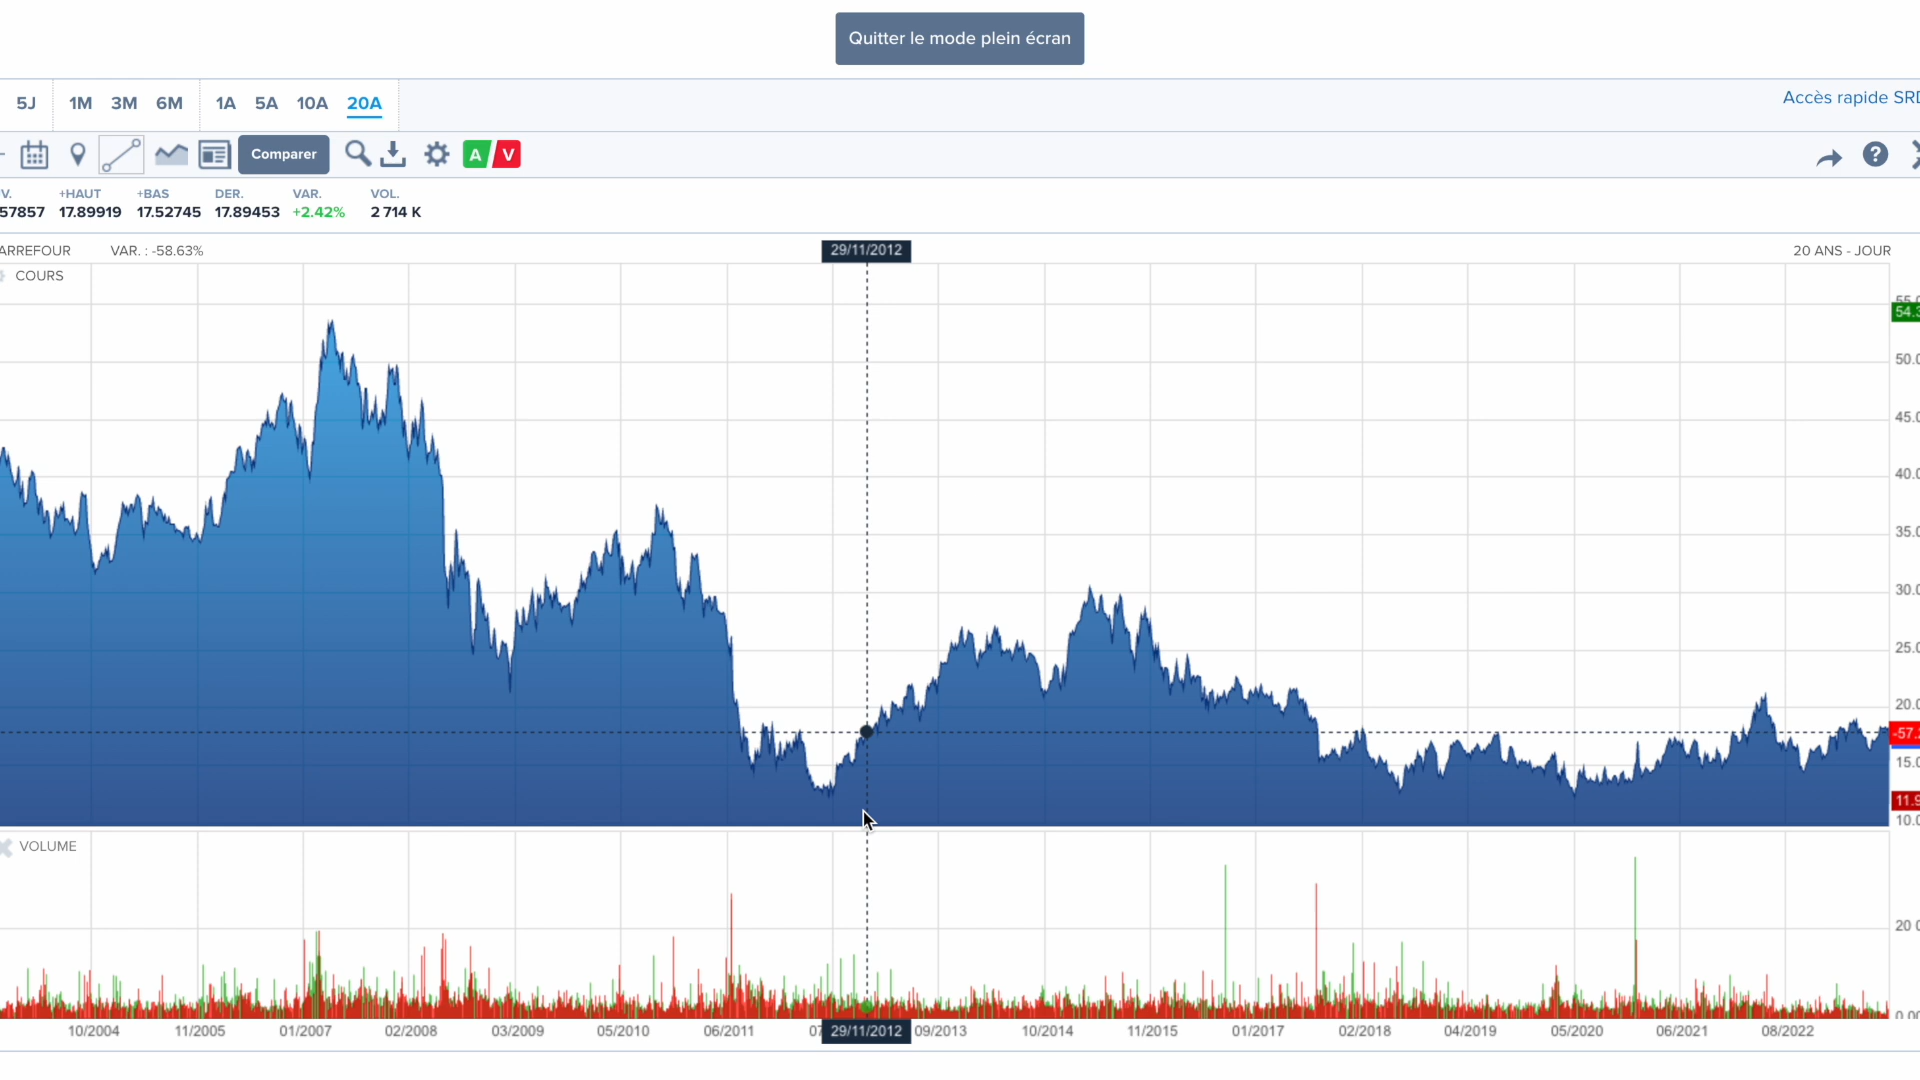 Quitter le mode plein écran
5J 1M 3M 6M 1A 5A 10A 20A
Accès rapide SRD
Comparer
A V
V. +HAUT +BAS DER. VAR. VOL.
57857 17.89919 17.52745 17.89453 +2.42% 2 714 K
ARREFOUR VAR. : -58.63% 29/11/2012 20 ANS - JOUR
COURS
55.0
54.3
50.0
45.0
40.0
35.0
30.0
25.0
20.0
-57.2
15.0
11.9
10.0
VOLUME
20.0
0.00
10/2004 11/2005 01/2007 02/2008 03/2009 05/2010 06/2011 07 29/11/2012 09/2013 10/2014 11/2015 01/2017 02/2018 04/2019 05/2020 06/2021 08/2022